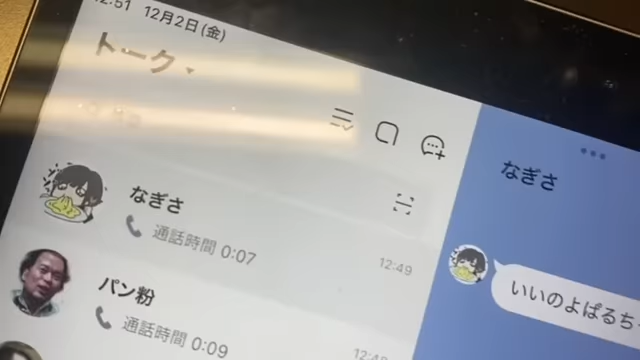 12:51 12月2日(金)
トーク
なぎさ
通話時間 0:07
12:49
パン粉
通話時間 0:09
なぎさ
いいのよぱるち